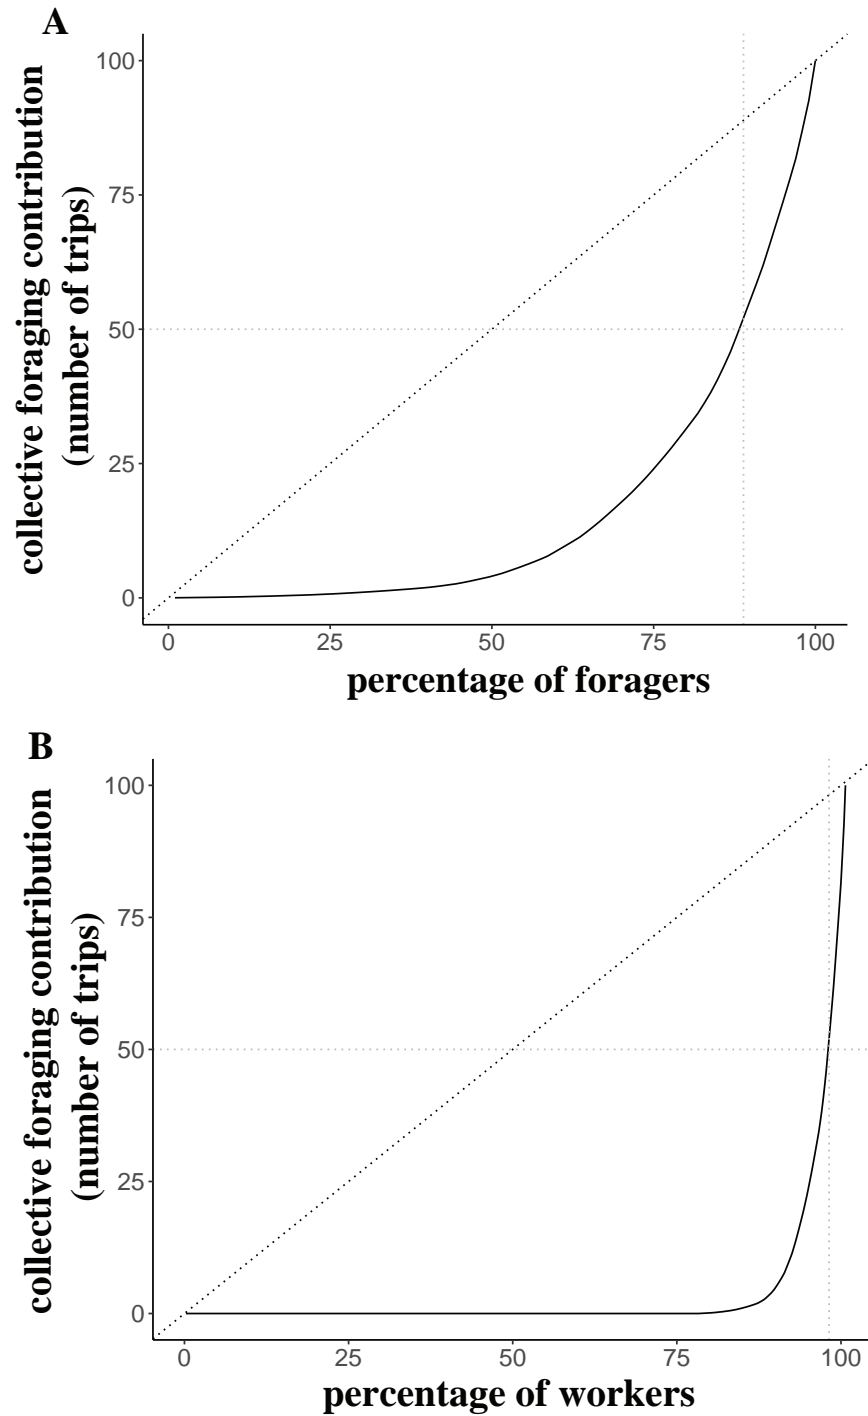 A
collective foraging contribution
(number of trips)
100
75
50
25
0
0 25 50 75 100
percentage of foragers
B
collective foraging contribution
(number of trips)
100
75
50
25
0
0 25 50 75 100
percentage of workers